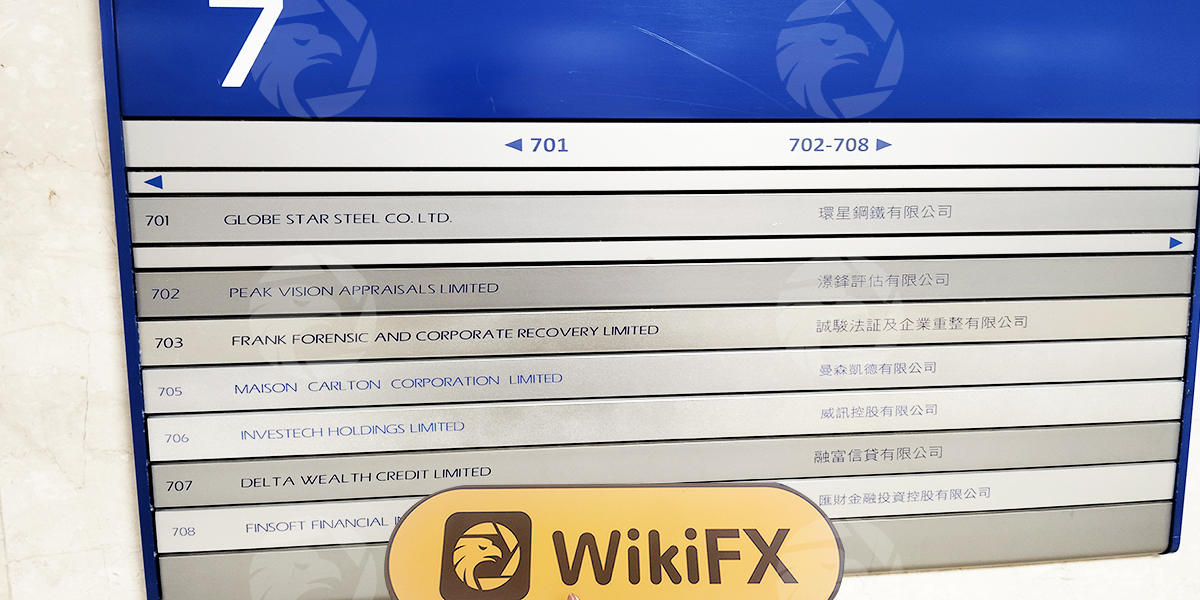 7
◀ 701 702-708 ▶
◀
701 GLOBE STAR STEEL CO. LTD. 環星鋼鐵有限公司
▶
702 PEAK VISION APPRAISALS LIMITED 澋鋒評估有限公司
703 FRANK FORENSIC AND CORPORATE RECOVERY LIMITED 誠駿法証及企業重整有限公司
705 MAISON CARLTON CORPORATION LIMITED 曼森凱德有限公司
706 INVESTECH HOLDINGS LIMITED 威訊控股有限公司
707 DELTA WEALTH CREDIT LIMITED 融富信貸有限公司
708 FINSOFT FINANCIAL 匯財金融投資控股有限公司
WikiFX